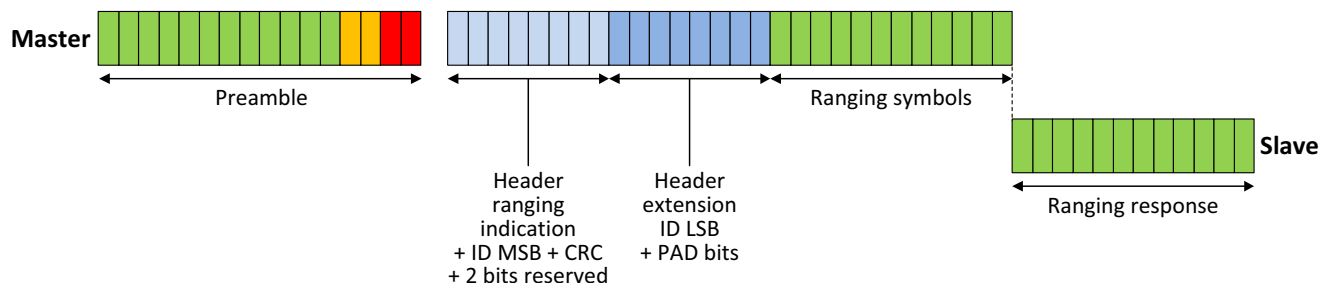 Master
Preamble
Ranging symbols
Slave
Ranging response
Header
ranging
indication
+ ID MSB + CRC
+ 2 bits reserved
Header
extension
ID LSB
+ PAD bits